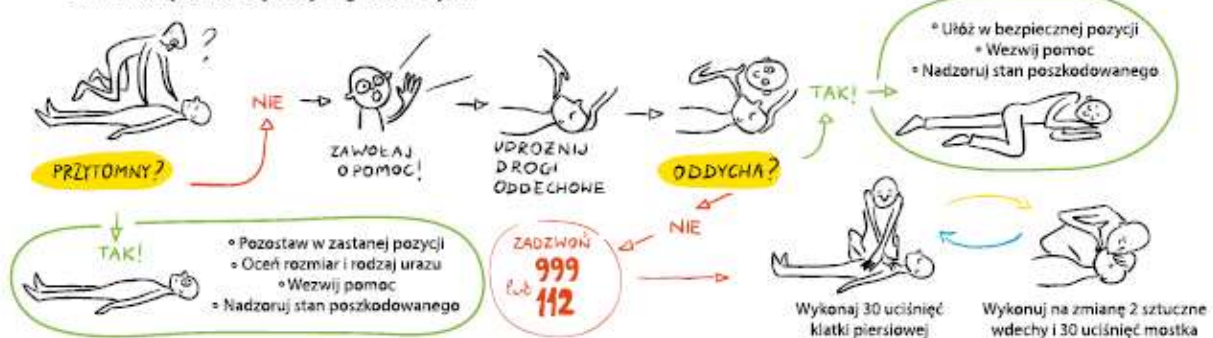 PRZYTOMNY?
?
NIE
ZAWOŁAJ
O POMOC!
UDROŻNIJ
DROGI
ODDECHOWE
ODDYCHA?
TAK!
° Ułóż w bezpiecznej pozycji
° Wezwij pomoc
° Nadzoruj stan poszkodowanego
TAK!
° Pozostaw w zastanej pozycji
° Oceń rozmiar i rodzaj urazu
° Wezwij pomoc
° Nadzoruj stan poszkodowanego
NIE
ZADZWOŃ
999
lub
112
Wykonaj 30 uciśnięć
klatki piersiowej
Wykonuj na zmianę 2 sztuczne
wdechy i 30 uciśnięć mostka